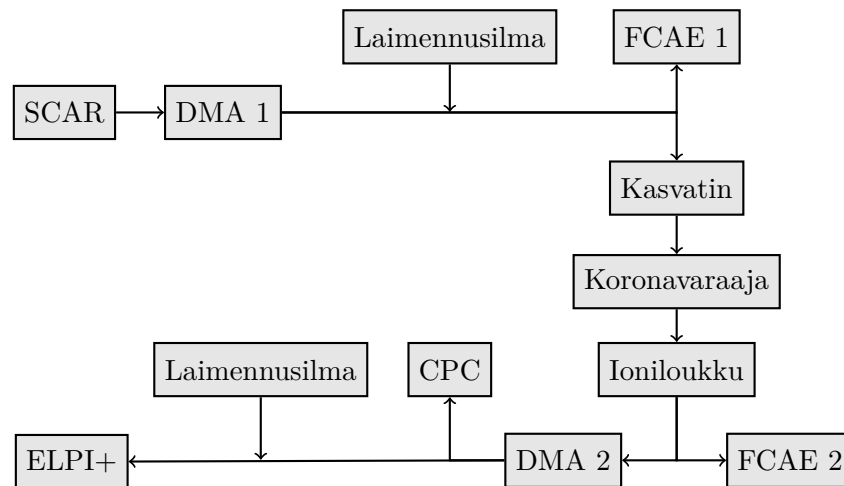 Laimennusilma
FCAE 1
SCAR
DMA 1
Kasvatin
Koronavaraaja
Laimennusilma
CPC
Ioniloukku
ELPI+
DMA 2
FCAE 2